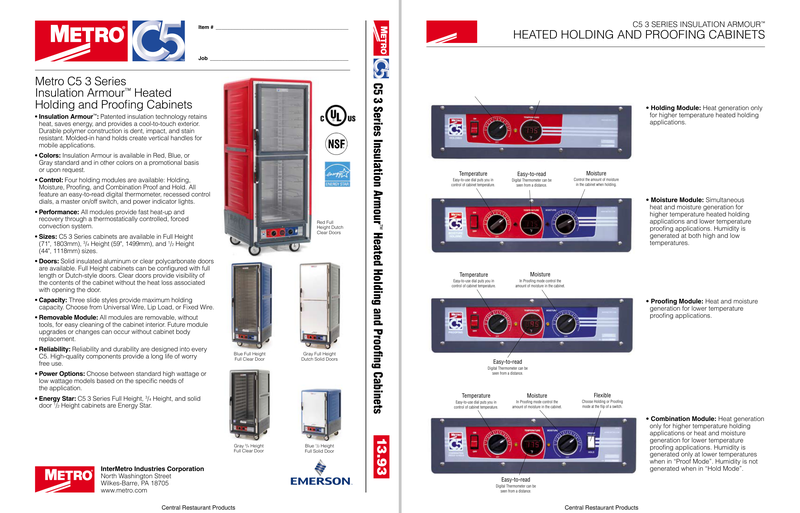 METRO®
C5
Item #
Job
Metro C5 3 Series
Insulation Armour™ Heated
Holding and Proofing Cabinets
• Insulation Armour™: Patented insulation technology retains
heat, saves energy, and provides a cool-to-touch exterior.
Durable polymer construction is dent, impact, and stain
resistant. Molded-in hand holds create vertical handles for
mobile applications.
• Colors: Insulation Armour is available in Red, Blue, or
Gray standard and in other colors on a promotional basis
or upon request.
• Control: Four holding modules are available: Holding,
Moisture, Proofing, and Combination Proof and Hold. All
feature an easy-to-read digital thermometer, recessed control
dials, a master on/off switch, and power indicator lights.
• Performance: All modules provide fast heat-up and
recovery through a thermostatically controlled, forced
convection system.
• Sizes: C5 3 Series Cabinets are available in Full Height
(71", 1803mm), ³/₄ Height (59", 1499mm), and ¹/₂ Height
(44", 1118mm) sizes.
• Doors: Solid insulated aluminum or clear polycarbonate doors
are available. Full Height Cabinets can be configured with full
length or Dutch-style doors. Clear doors provide visibility of
the contents of the cabinet without the heat loss associated
with opening the door.
• Capacity: Three slide styles provide maximum holding
capacity. Choose from Universal Wire, Lip Load, or Fixed Wire.
• Removable Module: All modules are removable, without
tools, for easy cleaning of the cabinet interior. Future module
upgrades or changes can occur without cabinet body
replacement.
• Reliability: Reliability and durability are designed into every
C5. High-quality components provide a long life of worry
free use.
• Power Options: Choose between standard high wattage or
low wattage models based on the specific needs of
the application.
• Energy Star: C5 3 Series Full Height, ³/₄ Height, and solid
door ¹/₂ Height cabinets are Energy Star.
C UL US
NSF
ENERGY STAR
Red Full
Height Dutch
Clear Doors
Blue Full Height
Full Clear Door
Gray Full Height
Dutch Solid Doors
Gray ³/₄ Height
Full Clear Door
Blue ¹/₂ Height
Full Solid Door
METRO®
InterMetro Industries Corporation
North Washington Street
Wilkes-Barre, PA 18705
www.metro.com
EMERSON
Central Restaurant Products
METRO
C5
C5 3 Series Insulation Armour™ Heated Holding and Proofing Cabinets
13.93
C5 3 SERIES INSULATION ARMOUR™
HEATED HOLDING AND PROOFING CABINETS
• Holding Module: Heat generation only
for higher temperature heated holding
applications.
Temperature
Easy-to-use dial puts you in
control of cabinet temperature.
Easy-to-read
Digital Thermometer can be
seen from a distance.
Moisture
Control the amount of moisture
in the cabinet when holding.
• Moisture Module: Simultaneous
heat and moisture generation for
higher temperature heated holding
applications and lower temperature
proofing applications. Humidity is
generated at both high and low
temperatures.
Temperature
Easy-to-use dial puts you in
control of cabinet temperature.
Moisture
In Proofing mode control the
amount of moisture in the cabinet.
• Proofing Module: Heat and moisture
generation for lower temperature
proofing applications.
Easy-to-read
Digital Thermometer can be
seen from a distance.
Temperature
Easy-to-use dial puts you in
control of cabinet temperature.
Moisture
In Proofing mode control the
amount of moisture in the cabinet.
Flexible
Choose Holding or Proofing
mode at the flip of a switch.
• Combination Module: Heat generation
only for higher temperature holding
applications or heat and moisture
generation for lower temperature
proofing applications. Humidity is
generated only at lower temperatures
when in "Proof Mode". Humidity is not
generated when in "Hold Mode".
Easy-to-read
Digital Thermometer can be
seen from a distance.
Central Restaurant Products